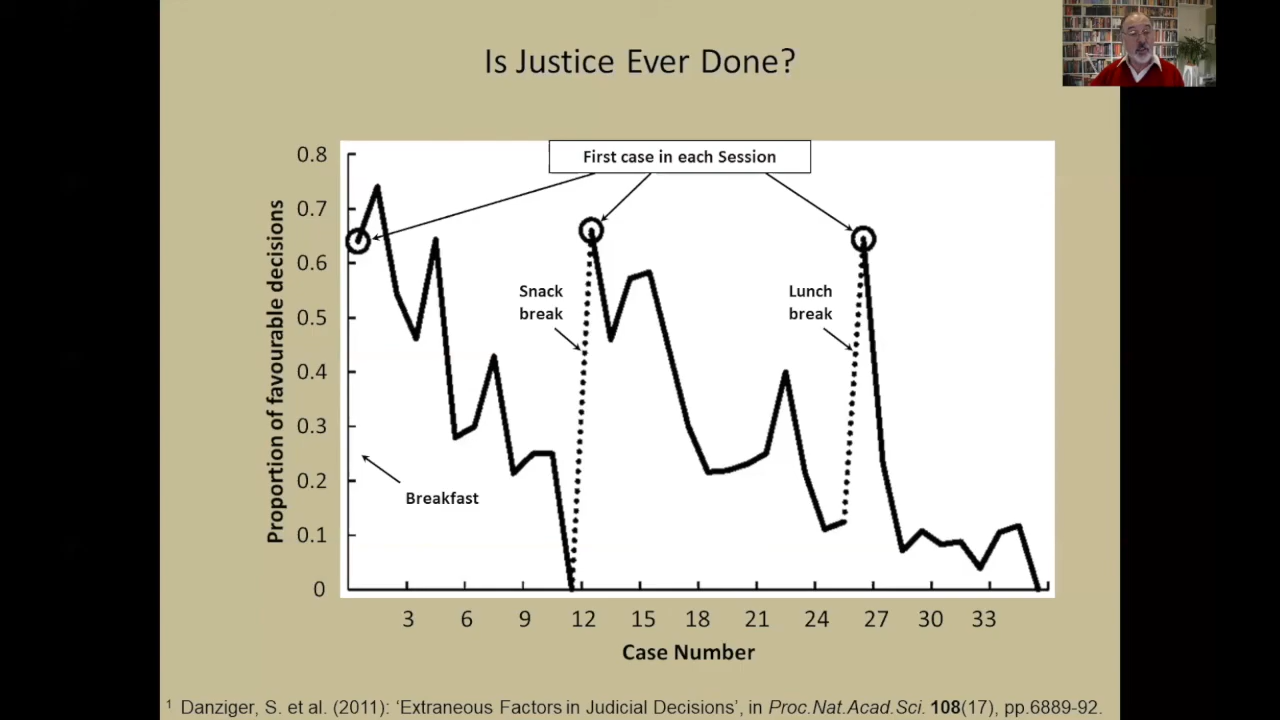 Is Justice Ever Done?
First case in each Session
0.8
0.7
0.6
0.5
0.4
0.3
0.2
0.1
0
Proportion of favourable decisions
Snack
break
Lunch
break
Breakfast
3 6 9 12 15 18 21 24 27 30 33
Case Number
1 Danziger, S. et al. (2011): ‘Extraneous Factors in Judicial Decisions’, in Proc.Nat.Acad.Sci. 108(17), pp.6889-92.